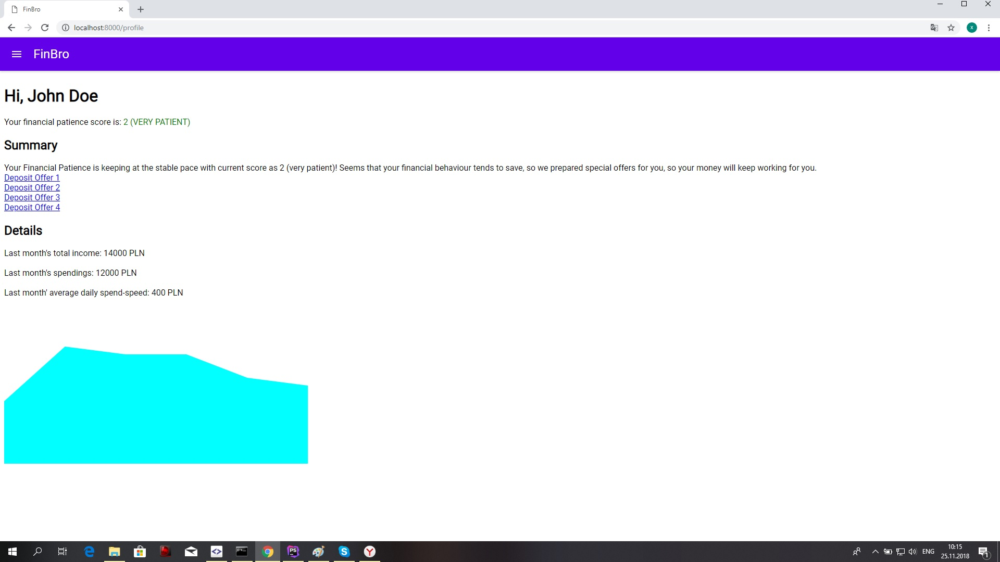 FinBro
localhost:8000/profile
x
FinBro
Hi, John Doe
Your financial patience score is: 2 (VERY PATIENT)
Summary
Your Financial Patience is keeping at the stable pace with current score as 2 (very patient)! Seems that your financial behaviour tends to save, so we prepared special offers for you, so your money will keep working for you.
Deposit Offer 1
Deposit Offer 2
Deposit Offer 3
Deposit Offer 4
Details
Last month's total income: 14000 PLN
Last month's spendings: 12000 PLN
Last month' average daily spend-speed: 400 PLN
PS
ENG
10:15
25.11.2018
1